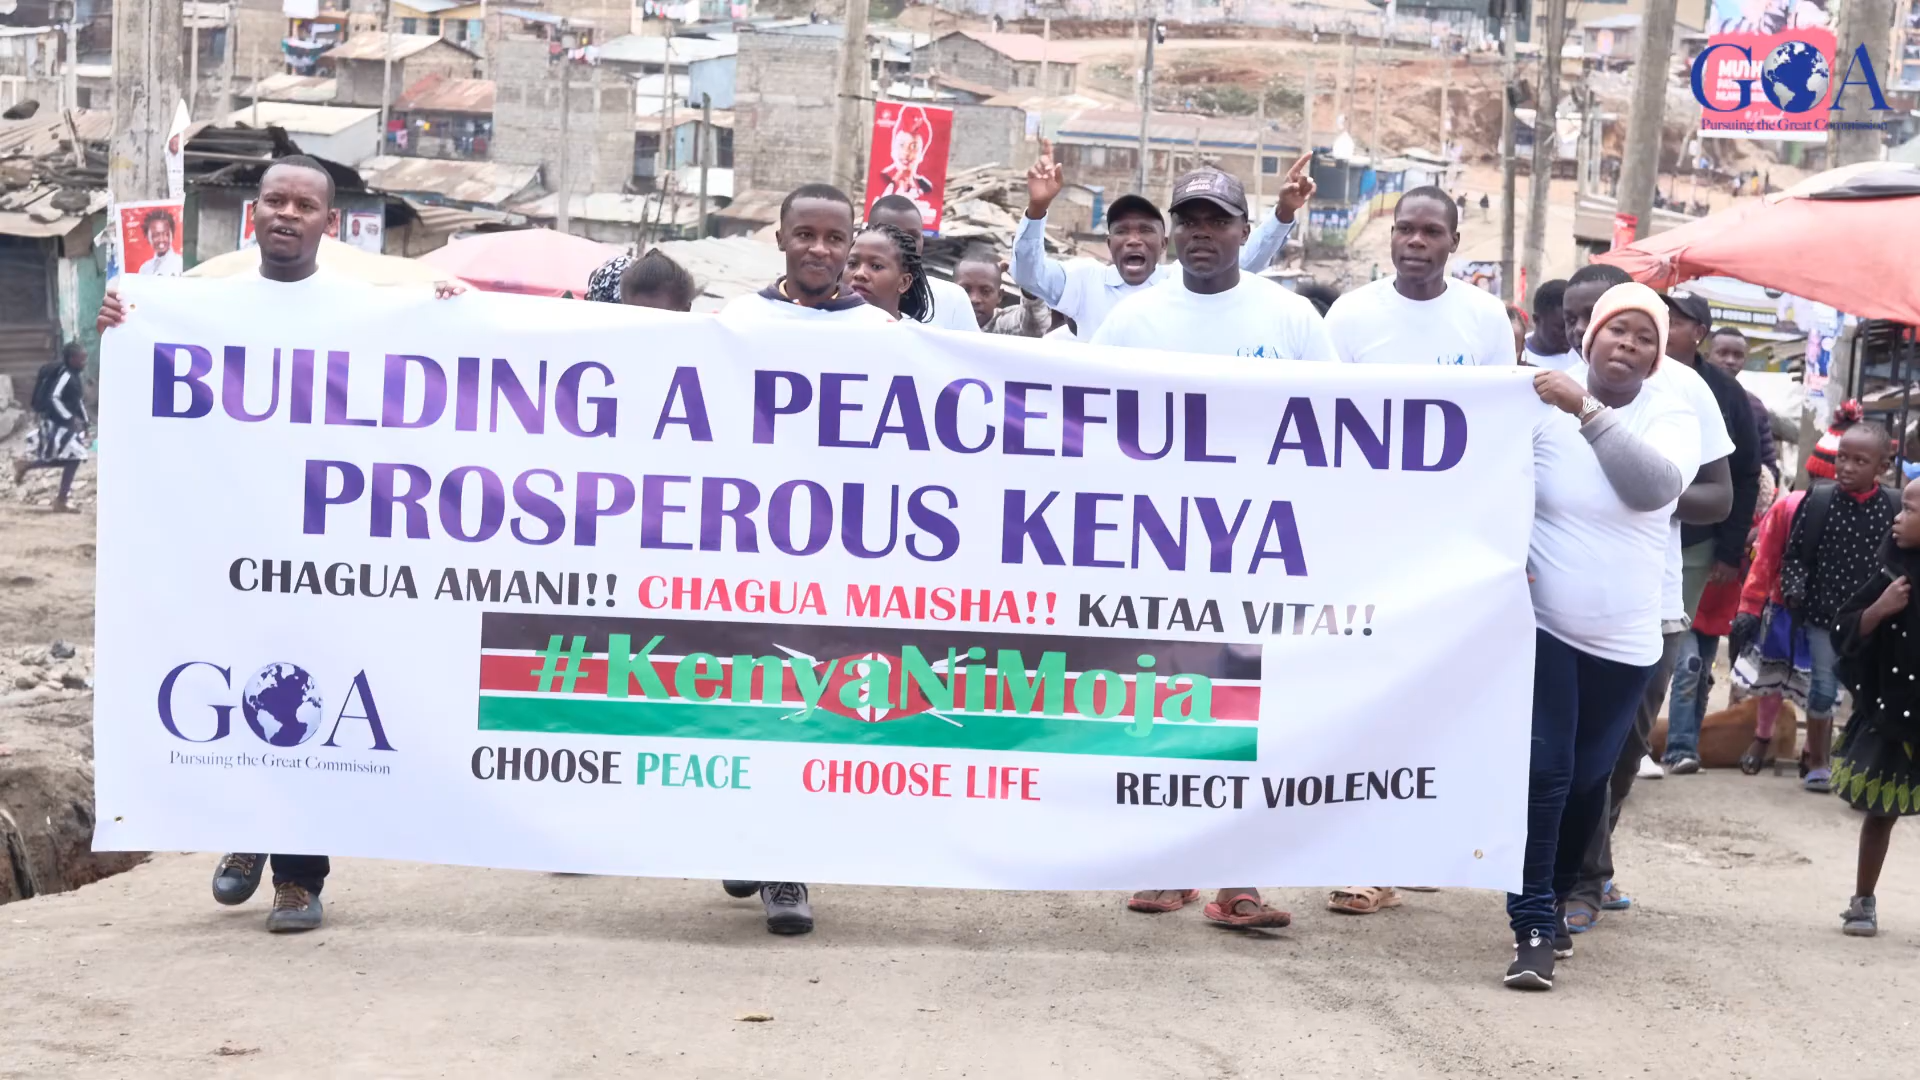 GOA
Pursuing the Great Commission
MUTH
BUILDING A PEACEFUL AND
PROSPEROUS KENYA
CHAGUA AMANI!! CHAGUA MAISHA!! KATAA VITA!!
#KenyaNiMoja
GOA
Pursuing the Great Commission
CHOOSE PEACE CHOOSE LIFE REJECT VIOLENCE